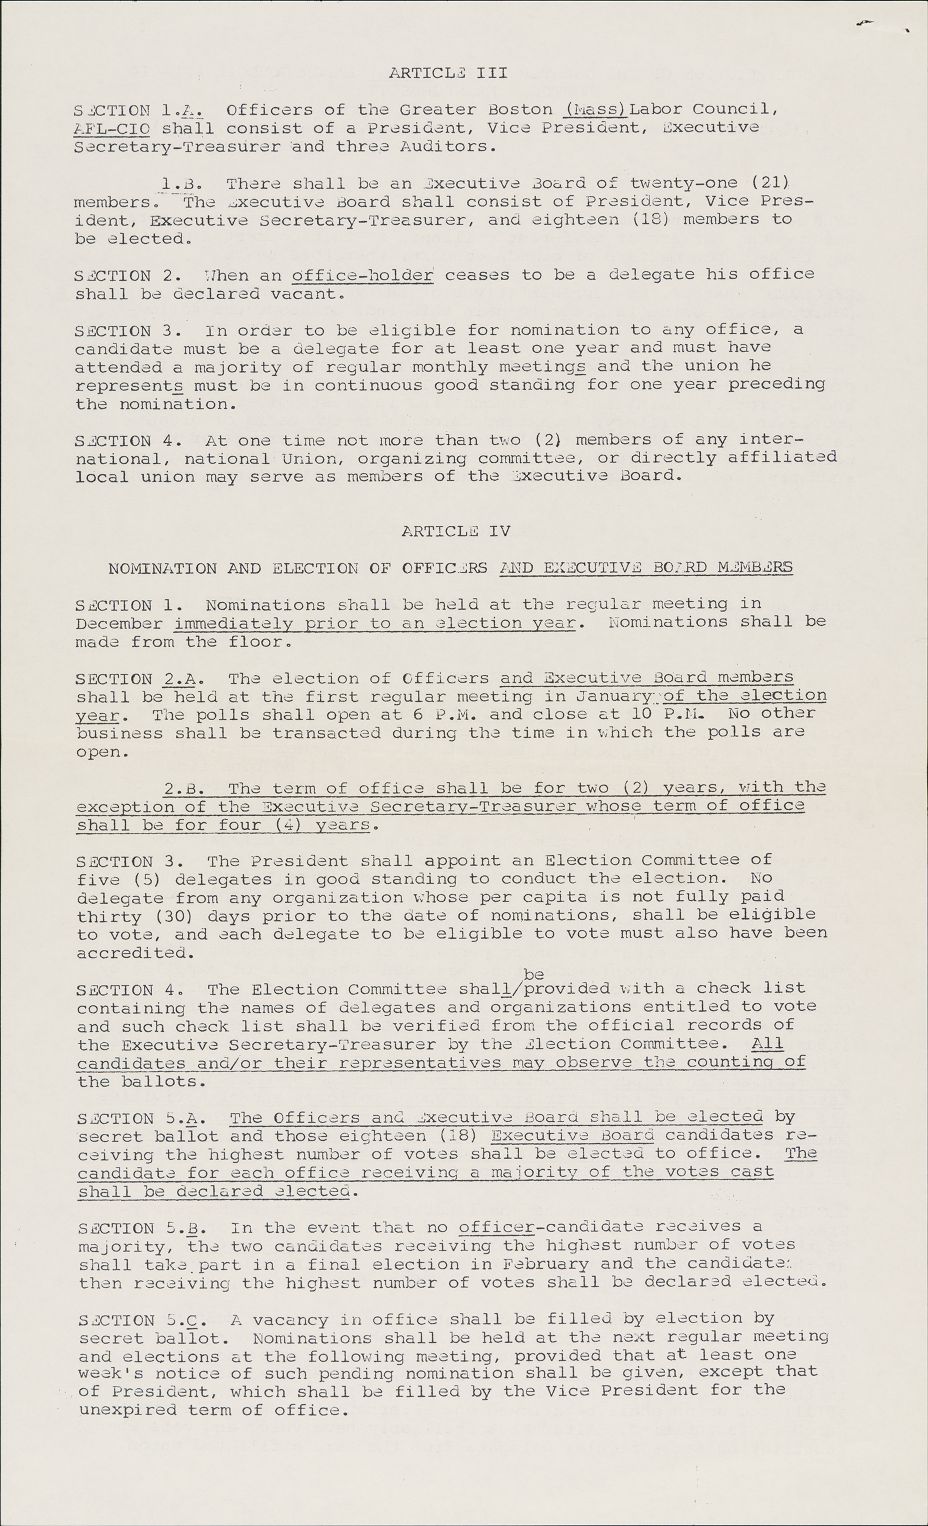 ARTICLE III
SECTION 1.A. Officers of the Greater Boston (Mass) Labor Council,
AFL-CIO shall consist of a President, Vice President, Executive
Secretary-Treasurer and three Auditors.
1.B. There shall be an Executive Board of twenty-one (21)
members. The Executive Board shall consist of President, Vice Pres-
ident, Executive Secretary-Treasurer, and eighteen (18) members to
be elected.
SECTION 2. When an office-holder ceases to be a delegate his office
shall be declared vacant.
SECTION 3. In order to be eligible for nomination to any office, a
candidate must be a delegate for at least one year and must have
attended a majority of regular monthly meetings and the union he
represents must be in continuous good standing for one year preceding
the nomination.
SECTION 4. At one time not more than two (2) members of any inter-
national, national Union, organizing committee, or directly affiliated
local union may serve as members of the Executive Board.
ARTICLE IV
NOMINATION AND ELECTION OF OFFICERS AND EXECUTIVE BOARD MEMBERS
SECTION 1. Nominations shall be held at the regular meeting in
December immediately prior to an election year. Nominations shall be
made from the floor.
SECTION 2.A. The election of Officers and Executive Board members
shall be held at the first regular meeting in January of the election
year. The polls shall open at 6 P.M. and close at 10 P.M. No other
business shall be transacted during the time in which the polls are
open.
2.B. The term of office shall be for two (2) years, with the
exception of the Executive Secretary-Treasurer whose term of office
shall be for four (4) years.
SECTION 3. The President shall appoint an Election Committee of
five (5) delegates in good standing to conduct the election. No
delegate from any organization whose per capita is not fully paid
thirty (30) days prior to the date of nominations, shall be eligible
to vote, and each delegate to be eligible to vote must also have been
accredited.
be
SECTION 4. The Election Committee shall/provided with a check list
containing the names of delegates and organizations entitled to vote
and such check list shall be verified from the official records of
the Executive Secretary-Treasurer by the Election Committee. All
candidates and/or their representatives may observe the counting of
the ballots.
SECTION 5.A. The Officers and Executive Board shall be elected by
secret ballot and those eighteen (18) Executive Board candidates re-
ceiving the highest number of votes shall be elected to office. The
candidate for each office receiving a majority of the votes cast
shall be declared elected.
SECTION 5.B. In the event that no officer-candidate receives a
majority, the two candidates receiving the highest number of votes
shall take part in a final election in February and the candidate
then receiving the highest number of votes shall be declared elected.
SECTION 5.C. A vacancy in office shall be filled by election by
secret ballot. Nominations shall be held at the next regular meeting
and elections at the following meeting, provided that at least one
week's notice of such pending nomination shall be given, except that
of President, which shall be filled by the Vice President for the
unexpired term of office.